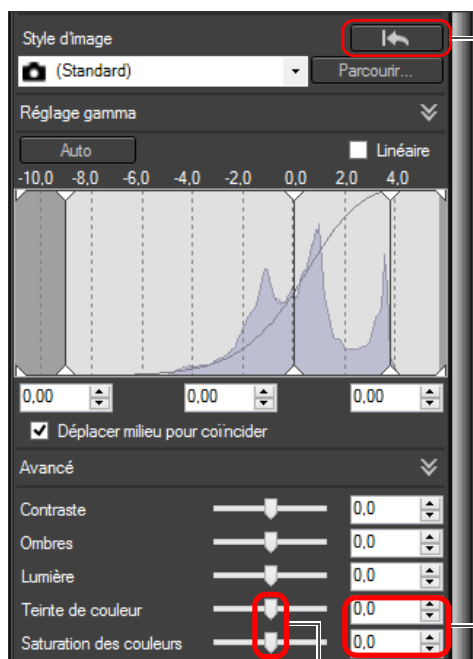 Style d'image
(Standard) Parcourir...
Réglage gamma
Auto Linéaire
-10,0 -8,0 -6,0 -4,0 -2,0 0,0 2,0 4,0
0,00 0,00 0,00
Déplacer milieu pour coïncider
Avancé
Contraste 0,0
Ombres 0,0
Lumière 0,0
Teinte de couleur 0,0
Saturation des couleurs 0,0